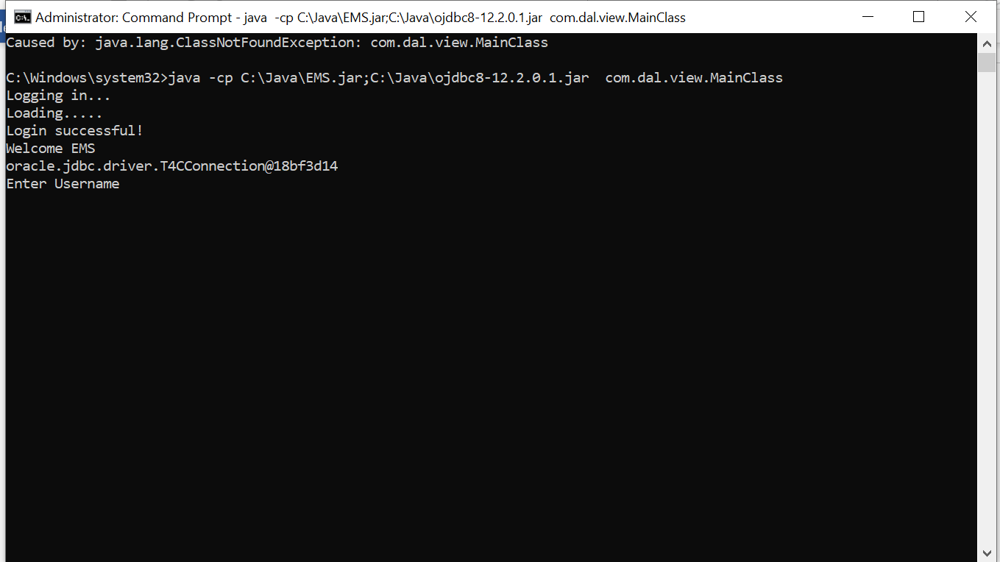 Administrator: Command Prompt - java  -cp C:\Java\EMS.jar;C:\Java\ojdbc8-12.2.0.1.jar  com.dal.view.MainClass
Caused by: java.lang.ClassNotFoundException: com.dal.view.MainClass
C:\Windows\system32>java -cp C:\Java\EMS.jar;C:\Java\ojdbc8-12.2.0.1.jar  com.dal.view.MainClass
Logging in...
Loading.....
Login successful!
Welcome EMS
oracle.jdbc.driver.T4CConnection@18bf3d14
Enter Username